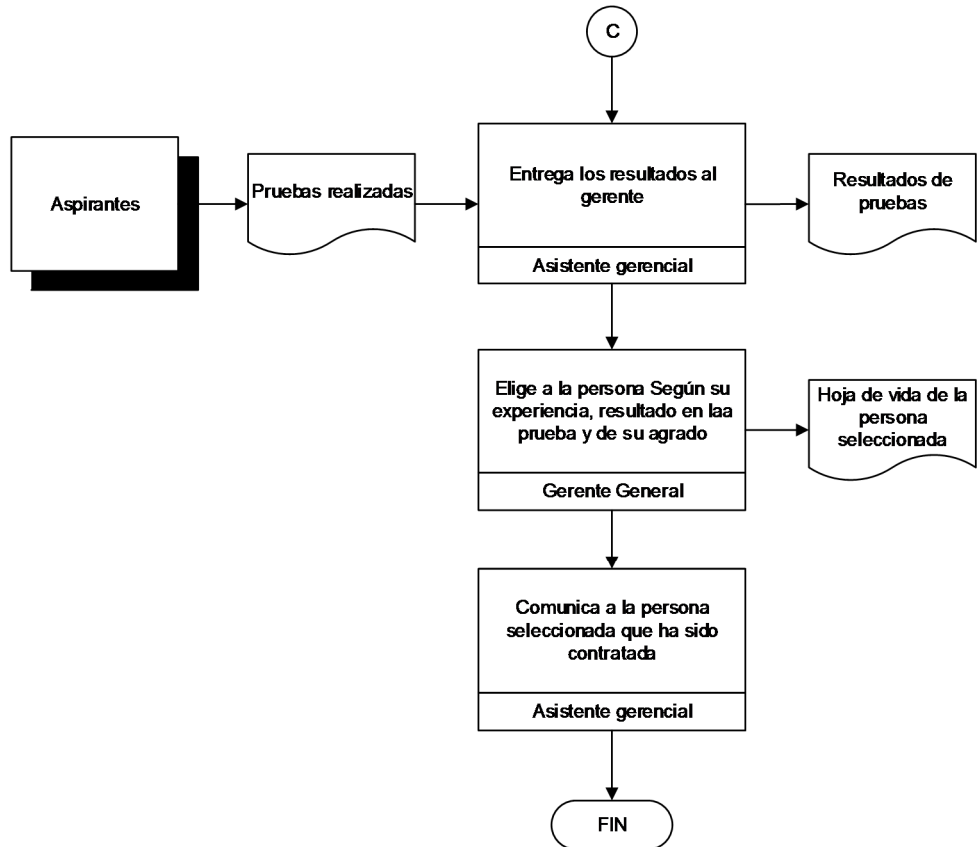 C
Aspirantes
Pruebas realizadas
Entrega los resultados al
gerente
Asistente gerencial
Resultados de
pruebas
Elige a la persona Según su
experiencia, resultado en laa
prueba y de su agrado
Gerente General
Hoja de vida de la
persona
seleccionada
Comunica a la persona
seleccionada que ha sido
contratada
Asistente gerencial
FIN